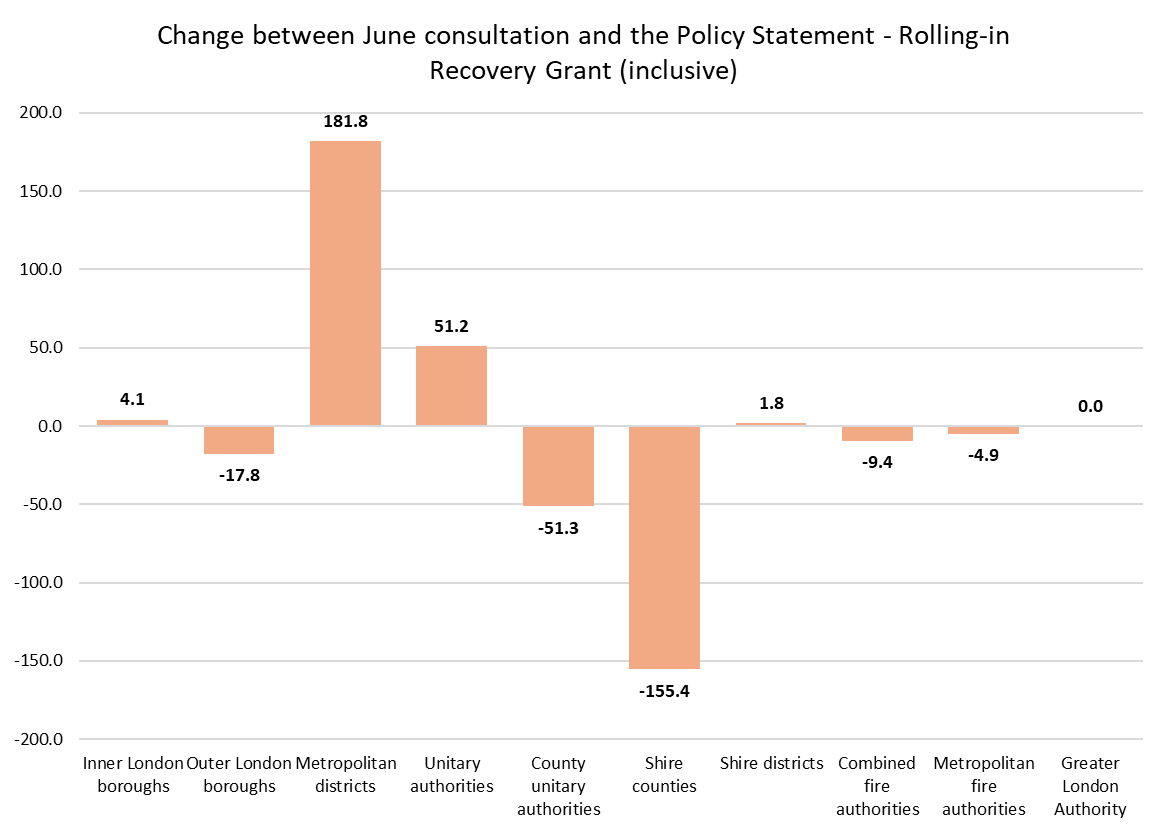 Change between June consultation and the Policy Statement - Rolling-in
Recovery Grant (inclusive)
200.0
150.0
100.0
50.0
0.0
-50.0
-100.0
-150.0
-200.0
4.1
-17.8
181.8
51.2
-51.3
-155.4
1.8
-9.4
-4.9
0.0
Inner London
boroughs
Outer London
boroughs
Metropolitan
districts
Unitary
authorities
County
unitary
authorities
Shire
counties
Shire districts
Combined
fire
authorities
Metropolitan
fire
authorities
Greater
London
Authority